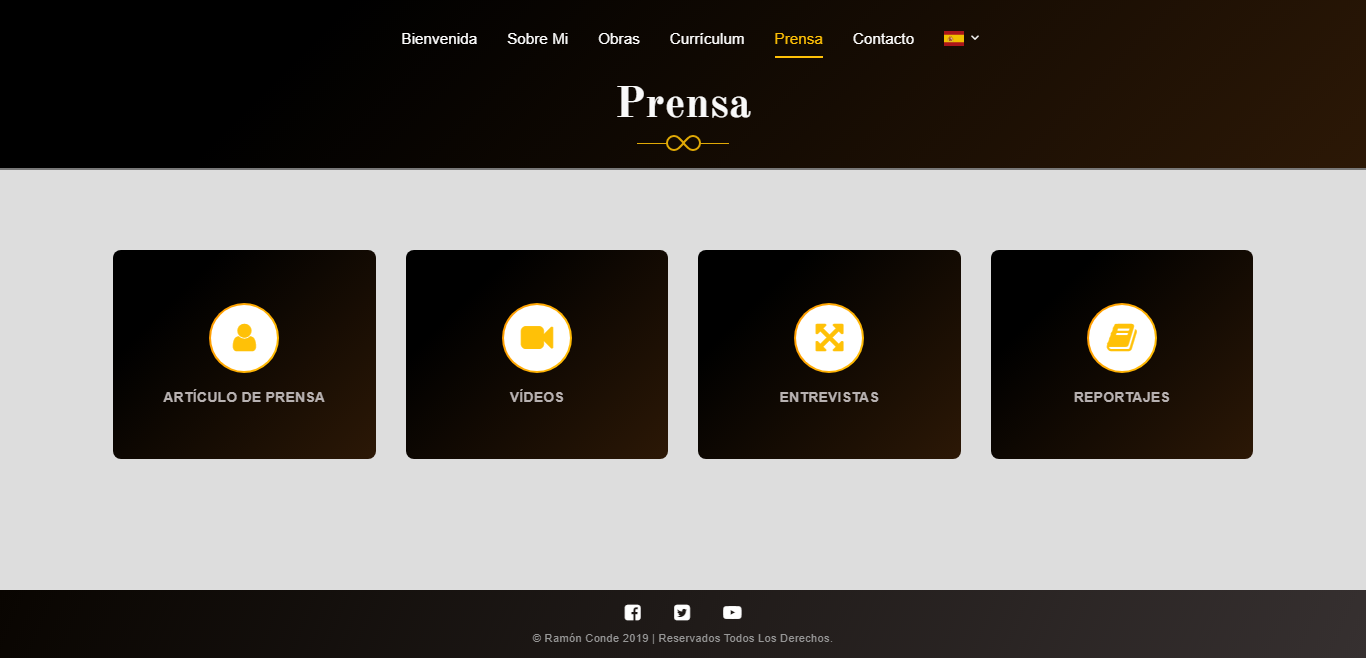 Bienvenida Sobre Mi Obras Currículum Prensa Contacto
Prensa
ARTÍCULO DE PRENSA
VÍDEOS
ENTREVISTAS
REPORTAJES
© Ramón Conde 2019 | Reservados Todos Los Derechos.